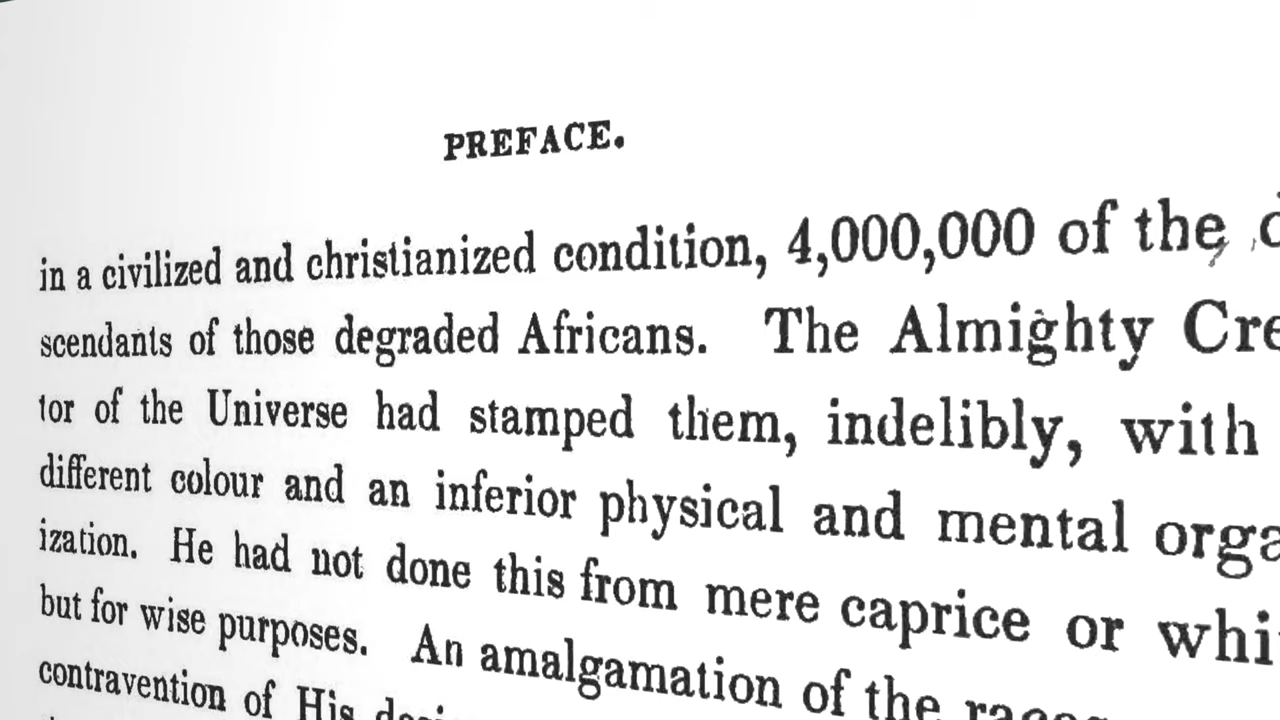 PREFACE.
in a civilized and christianized condition, 4,000,000 of the
scendants of those degraded Africans. The Almighty Cre
tor of the Universe had stamped them, indelibly, with
different colour and an inferior physical and mental orga
ization. He had not done this from mere caprice or whi
but for wise purposes. An amalgamation of the races
contravention of His